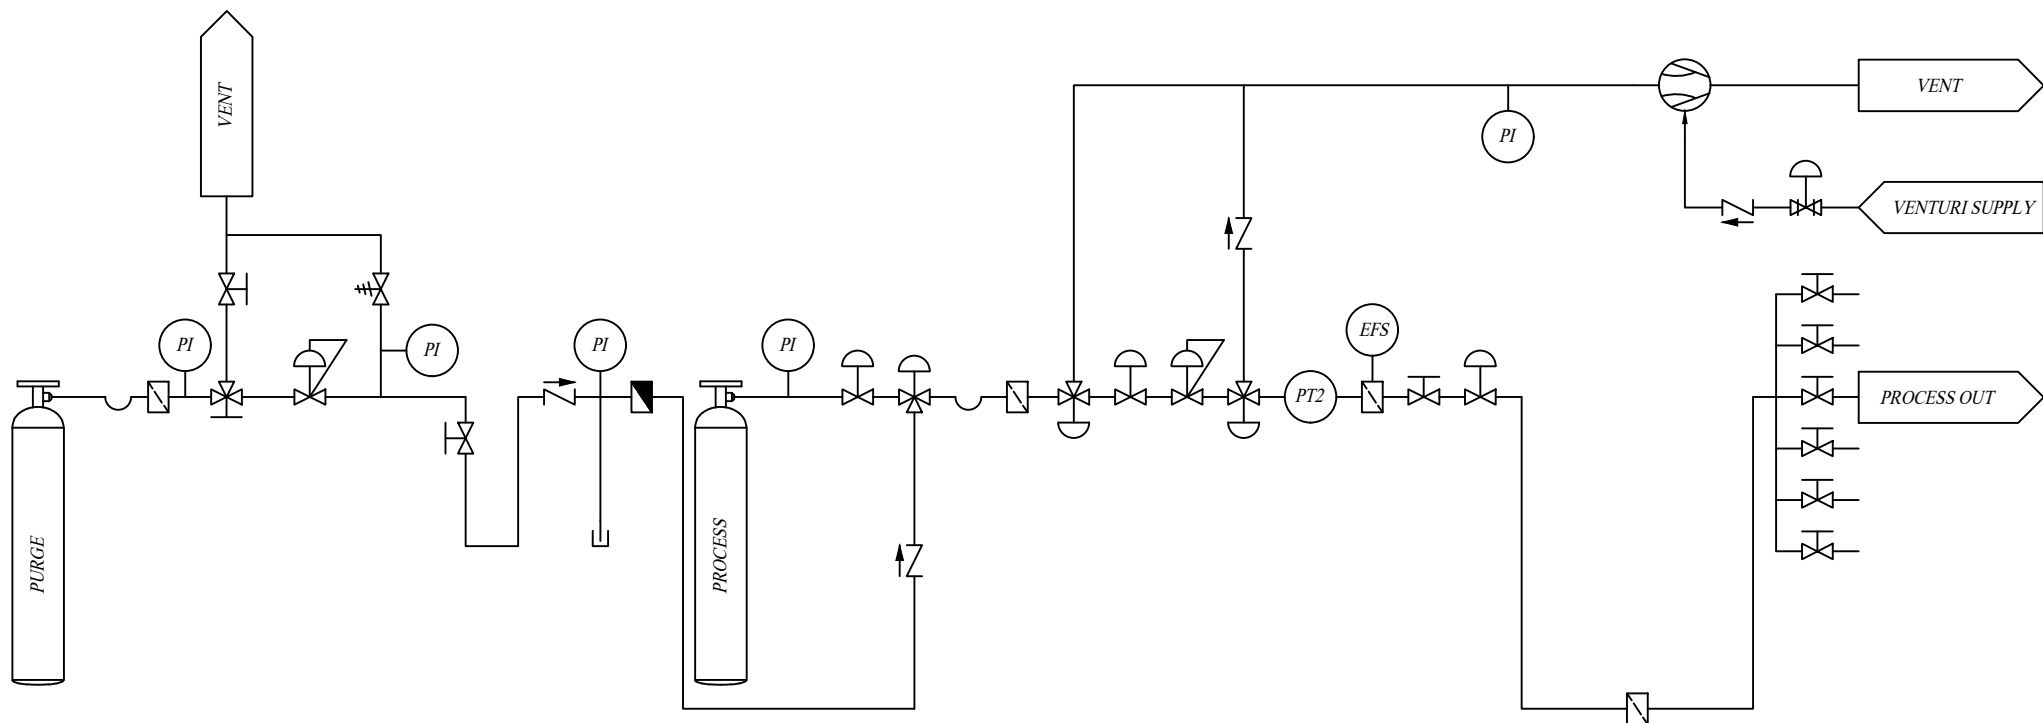 VENT
VENT
PI
VENTURI SUPPLY
PI
PI
PI
PI
EFS
PT2
PROCESS OUT
PURGE
PROCESS